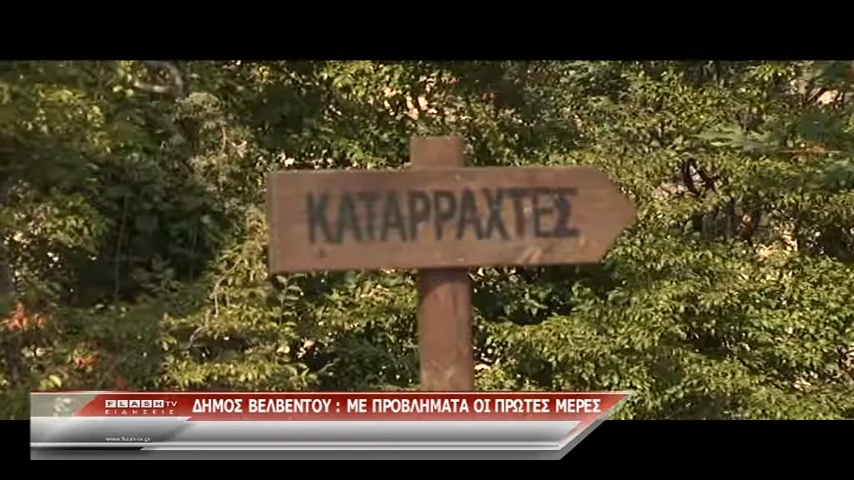 ΚΑΤΑΡΡΑΧΤΕΣ
FLASH TV
ΕΙΔΗΣΕΙΣ
ΔΗΜΟΣ ΒΕΛΒΕΝΤΟΥ : ΜΕ ΠΡΟΒΛΗΜΑΤΑ ΟΙ ΠΡΩΤΕΣ ΜΕΡΕΣ